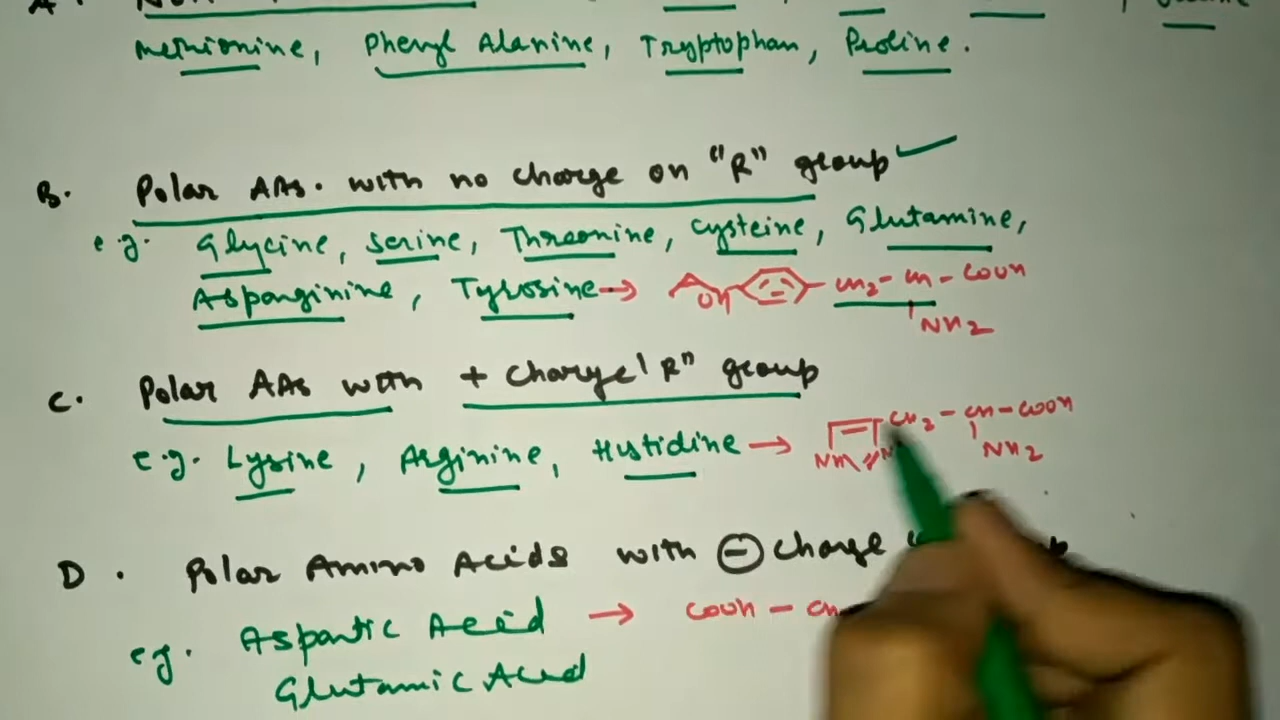 methionine, Phenyl Alanine, Tryptophan, Proline.
B. Polar AAs. with no charge on "R" group
e.g. Glycine, Serine, Threonine, Cysteine, Glutamine,
Asparginine, Tyrosine → OH CH2 - CH - COOH
NH2
C. Polar AAs with + charge 'R" group
e.g. Lysine, Arginine, Histidine → CH2 - CH - COOH
NH N NH2
D. Polar Amino Acids with - charge
eg. Aspartic Acid → COOH - CH
Glutamic Acid